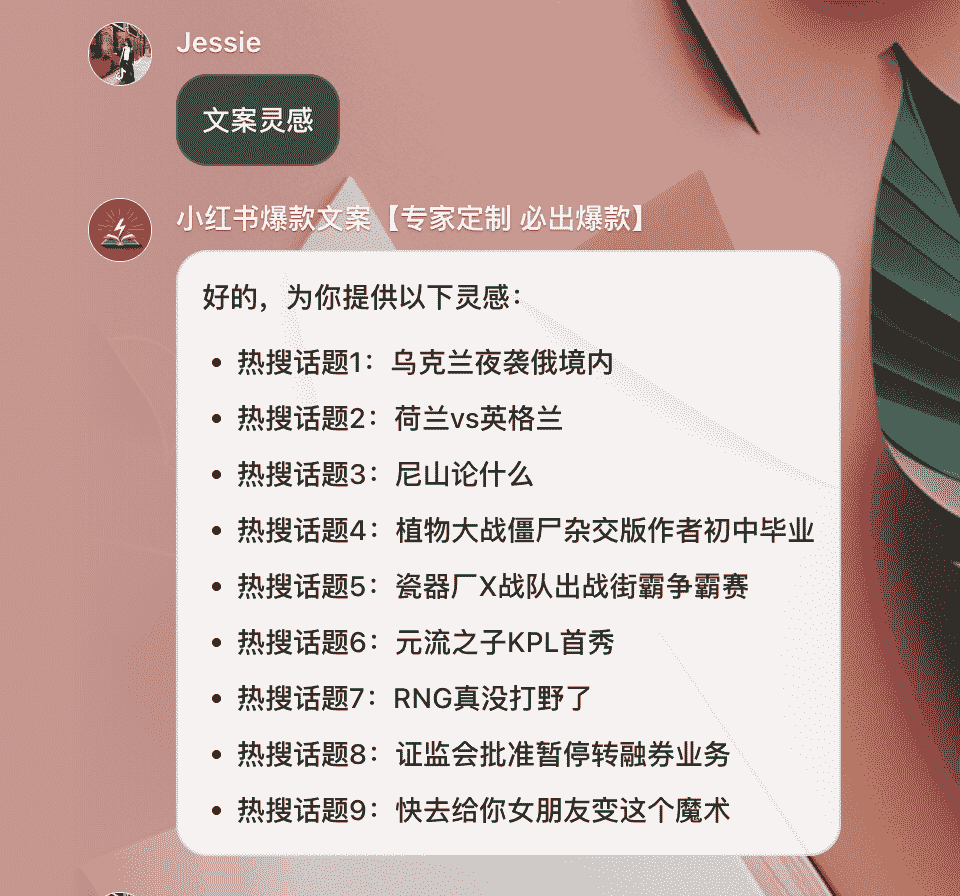 Jessie
文案灵感
小红书爆款文案【专家定制 必出爆款】
好的，为你提供以下灵感：
• 热搜话题1：乌克兰夜袭俄境内
• 热搜话题2：荷兰vs英格兰
• 热搜话题3：尼山论什么
• 热搜话题4：植物大战僵尸杂交版作者初中毕业
• 热搜话题5：瓷器厂X战队出战街霸争霸赛
• 热搜话题6：元流之子KPL首秀
• 热搜话题7：RNG真没打野了
• 热搜话题8：证监会批准暂停转融券业务
• 热搜话题9：快去给你女朋友变这个魔术